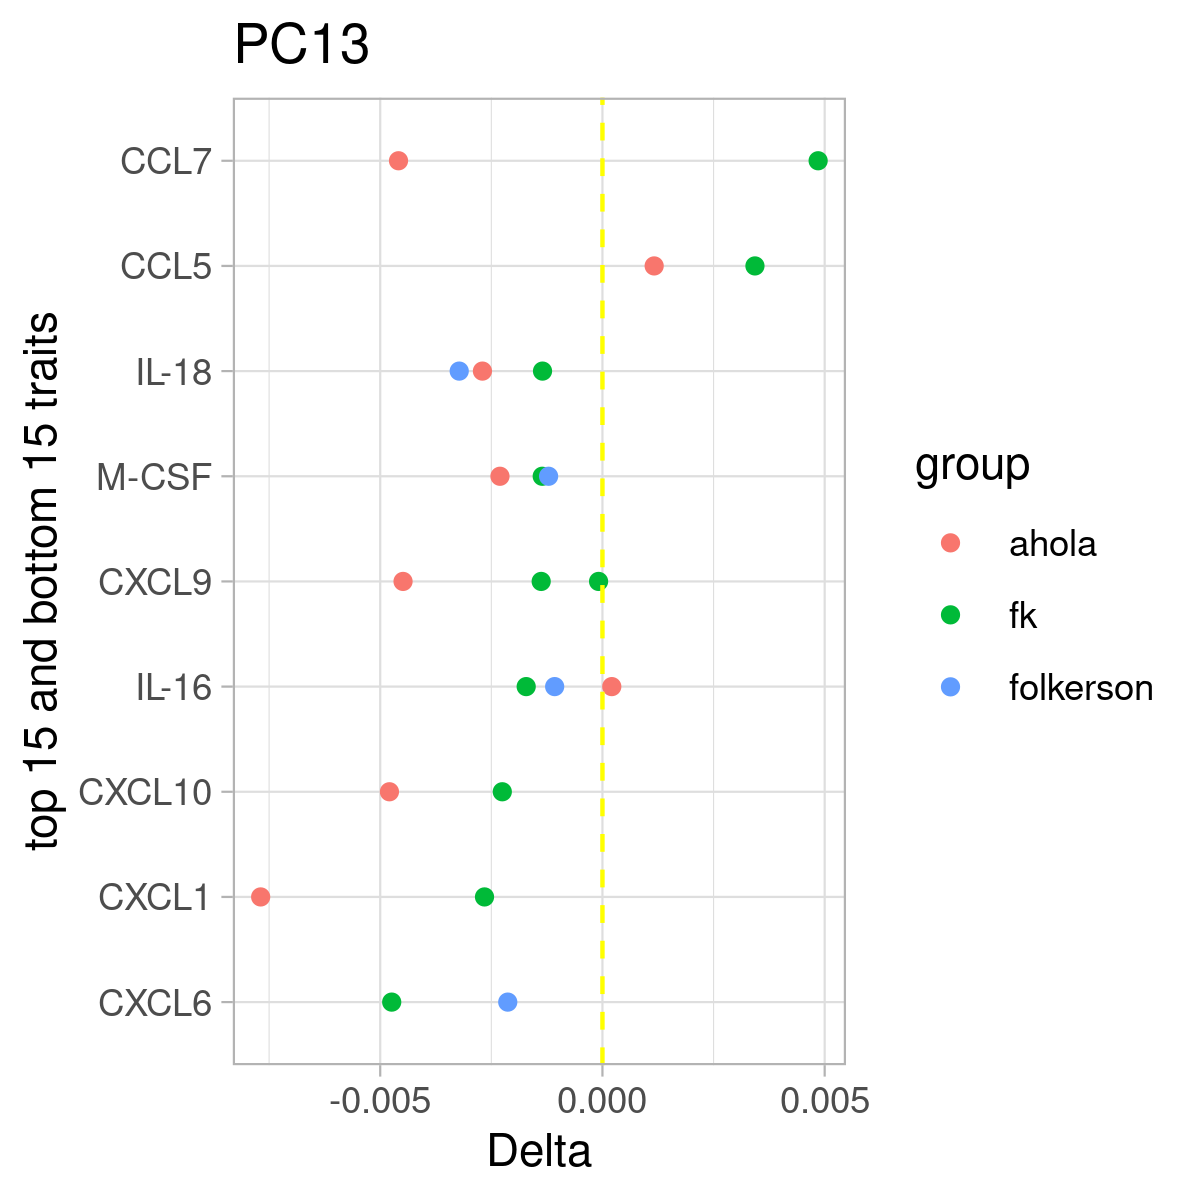 PC13
top 15 and bottom 15 traits
CCL7
CCL5
IL-18
M-CSF
CXCL9
IL-16
CXCL10
CXCL1
CXCL6
-0.005
0.000
0.005
Delta
group
ahola
fk
folkerson